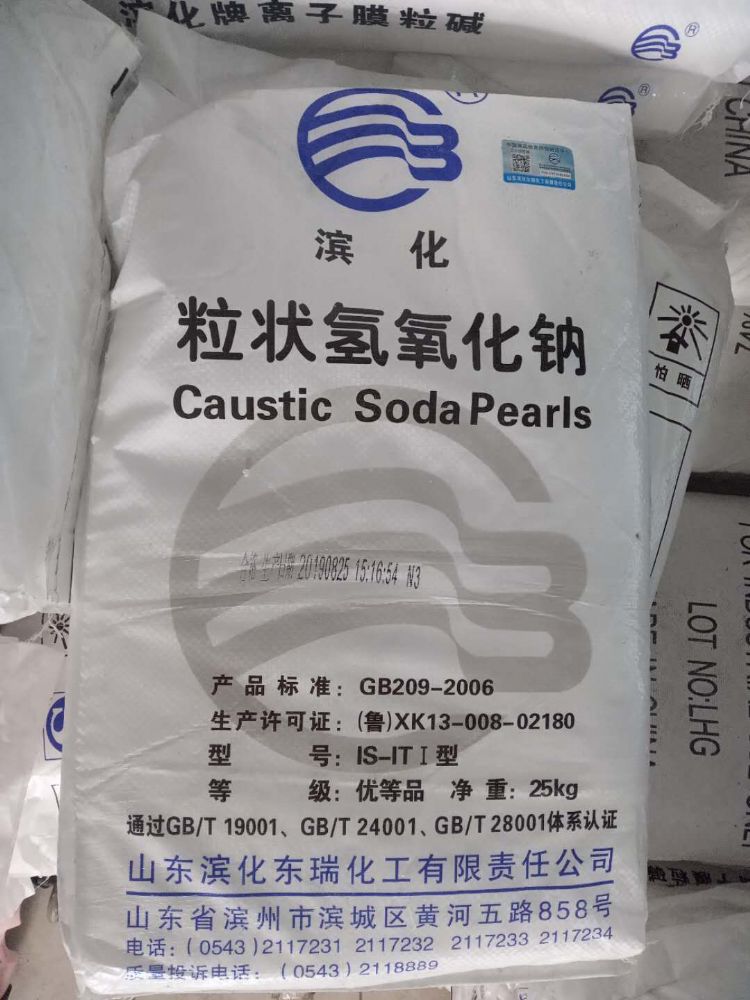 滨化牌离子膜粒碱
®
®
CHINA
滨化
粒状氢氧化钠
Caustic Soda Pearls
怕晒
合格 生产日期 20190825 15:16:54 N3
产品标准：GB209-2006
生产许可证：(鲁)XK13-008-02180
型号：IS-IT I 型
等级：优等品 净重：25kg
通过GB/T 19001、GB/T 24001、GB/T 28001体系认证
山东滨化东瑞化工有限责任公司
山东省滨州市滨城区黄河五路858号
电话：(0543)2117231 2117232 2117233 2117234
质量投诉电话：(0543)2118889
LOT NO:LHG